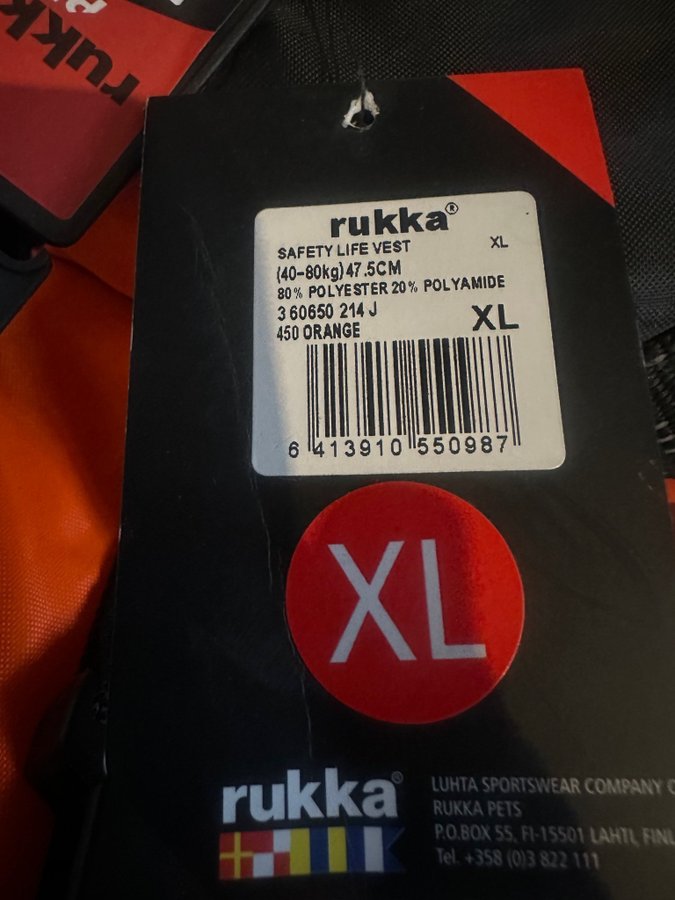 rukka
rukka®
SAFETY LIFE VEST XL
(40-80kg) 47.5CM
80% POLYESTER 20% POLYAMIDE
3 60650 214 J XL
450 ORANGE
6 413910 550987
XL
rukka®
LUHTA SPORTSWEAR COMPANY
RUKKA PETS
P.O.BOX 55, FI-15501 LAHTI,
Tel. +358 (0)3 822 111